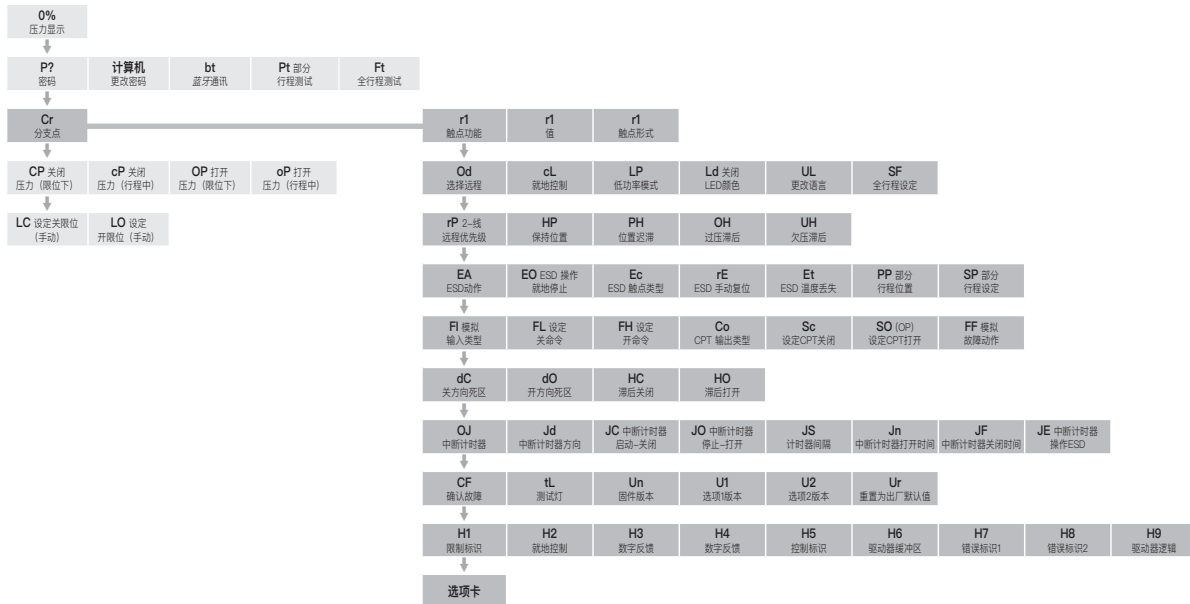 0%
压力显示
P?
密码
计算机
更改密码
bt
蓝牙通讯
Pt 部分
行程测试
Ft
全行程测试
Cr
分支点
r1
触点功能
r1
值
r1
触点形式
CP 关闭
压力（限位下）
cP 关闭
压力（行程中）
OP 打开
压力（限位下）
oP 打开
压力（行程中）
Od
选择远程
cL
就地控制
LP
低功率模式
Ld 关闭
LED颜色
UL
更改语言
SF
全行程设定
LC 设定关限位
（手动）
LO 设定
开限位（手动）
rP 2-线
远程优先级
HP
保持位置
PH
位置迟滞
OH
过压滞后
UH
欠压滞后
EA
ESD动作
EO ESD 操作
就地停止
Ec
ESD 触点类型
rE
ESD 手动复位
Et
ESD 温度丢失
PP 部分
行程位置
SP 部分
行程设定
FI 模拟
输入类型
FL 设定
关命令
FH 设定
开命令
Co
CPT 输出类型
Sc
设定CPT关闭
SO (OP)
设定CPT打开
FF 模拟
故障动作
dC
关方向死区
dO
开方向死区
HC
滞后关闭
HO
滞后打开
OJ
中断计时器
Jd
中断计时器方向
JC 中断计时器
启动-关闭
JO 中断计时器
停止-打开
JS
计时器间隔
Jn
中断计时器打开时间
JF
中断计时器关闭时间
JE 中断计时器
操作ESD
CF
确认故障
tL
测试灯
Un
固件版本
U1
选项1版本
U2
选项2版本
Ur
重置为出厂默认值
H1
限制标识
H2
就地控制
H3
数字反馈
H4
数字反馈
H5
控制标识
H6
驱动器缓冲区
H7
错误标识1
H8
错误标识2
H9
驱动器逻辑
选项卡